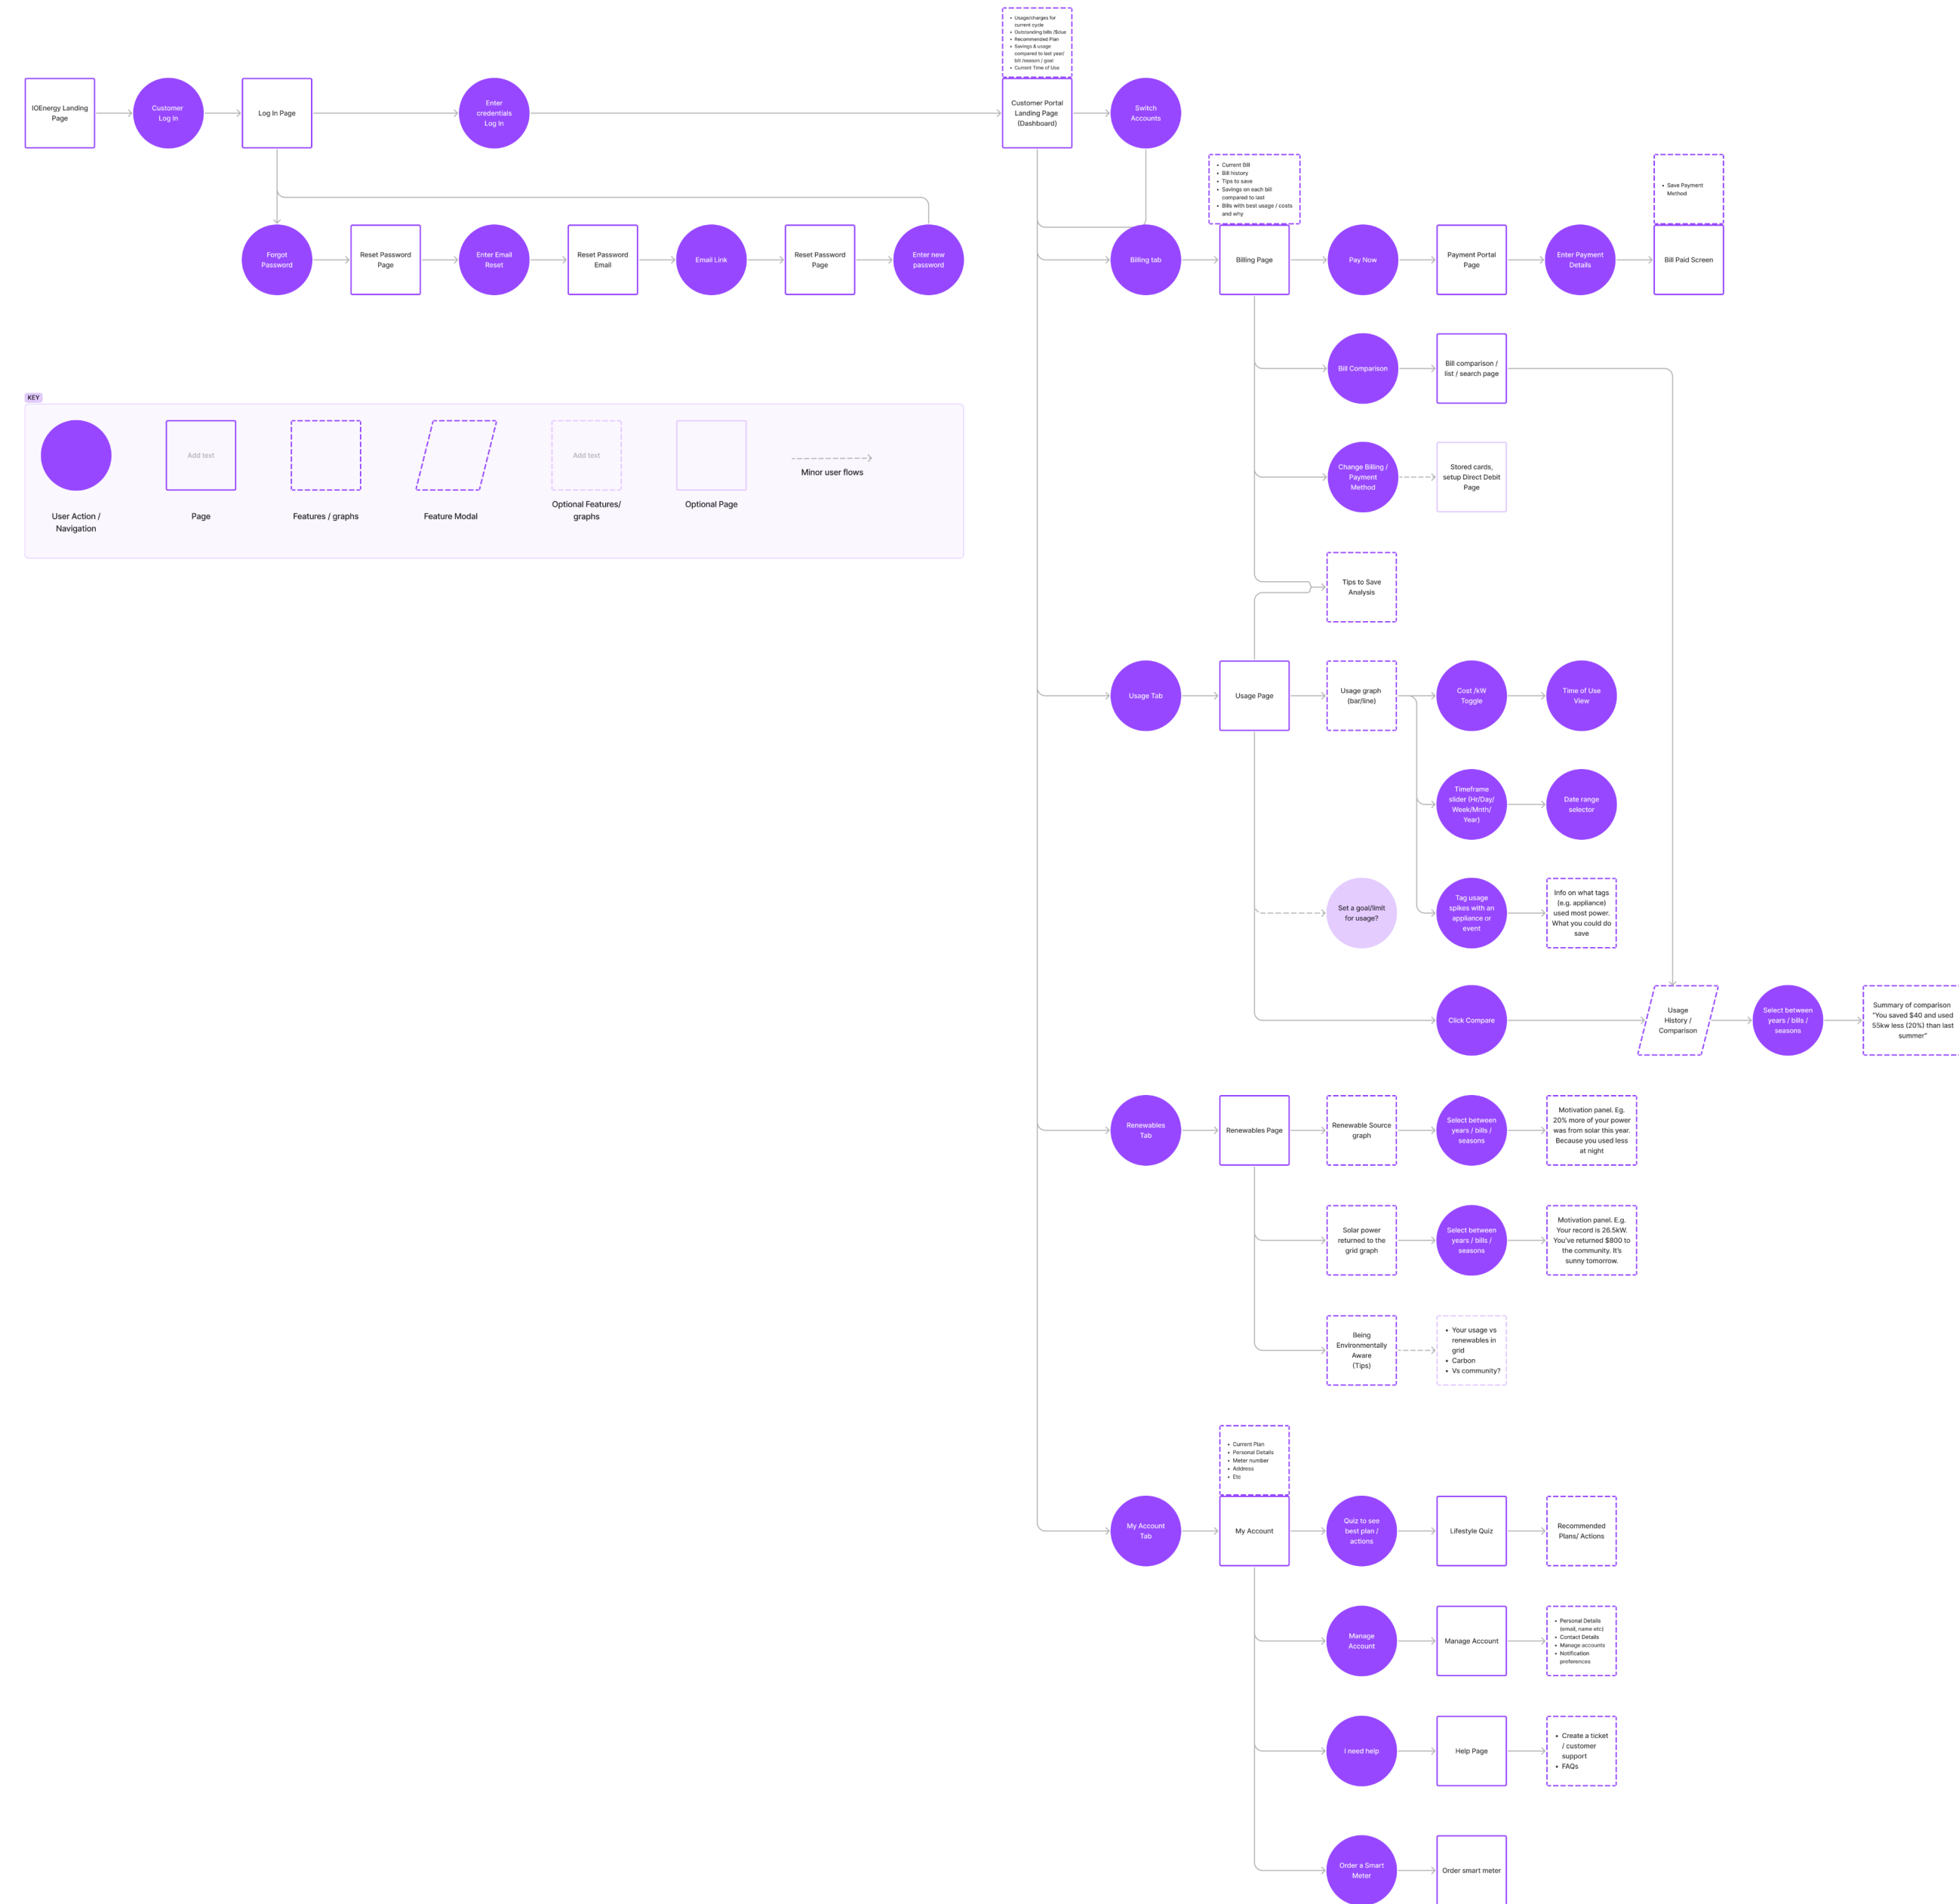 • Usage/charges for
current cycle
• Outstanding bills /$due
• Recommended Plan
• Savings & usage
compared to last year/
bill /season / goal
• Current Time of Use
IOEnergy Landing
Page
Customer
Log In
Log In Page
Enter
credentials
Log In
Customer Portal
Landing Page
(Dashboard)
Switch
Accounts
• Current Bill
• Bill history
• Tips to save
• Savings on each bill
compared to last
• Bills with best usage / costs
and why
• Save Payment
Method
Forgot
Password
Reset Password
Page
Enter Email
Reset
Reset Password
Email
Email Link
Reset Password
Page
Enter new
password
Billing tab
Billing Page
Pay Now
Payment Portal
Page
Enter Payment
Details
Bill Paid Screen
Bill Comparison
Bill comparison /
list / search page
KEY
Add text
Add text
Minor user flows
User Action /
Navigation
Page
Features / graphs
Feature Modal
Optional Features/
graphs
Optional Page
Change Billing /
Payment
Method
Stored cards,
setup Direct Debit
Page
Tips to Save
Analysis
Usage Tab
Usage Page
Usage graph
(bar/line)
Cost /kW
Toggle
Time of Use
View
Timeframe
slider (Hr/Day/
Week/Mnth/
Year)
Date range
selector
Set a goal/limit
for usage?
Tag usage
spikes with an
appliance or
event
Info on what tags
(e.g. appliance)
used most power.
What you could do
save
Click Compare
Usage
History /
Comparison
Select between
years / bills /
seasons
Summary of comparison
"You saved $40 and used
55kw less (20%) than last
summer"
Renewables
Tab
Renewables Page
Renewable Source
graph
Select between
years / bills /
seasons
Motivation panel. Eg.
20% more of your power
was from solar this year.
Because you used less
at night
Solar power
returned to the
grid graph
Select between
years / bills /
seasons
Motivation panel. E.g.
Your record is 26.5kW.
You've returned $800 to
the community. It's
sunny tomorrow.
Being
Environmentally
Aware
(Tips)
• Your usage vs
renewables in
grid
• Carbon
• Vs community?
• Current Plan
• Personal Details
• Meter number
• Address
• Etc
My Account
Tab
My Account
Quiz to see
best plan /
actions
Lifestyle Quiz
Recommended
Plans/ Actions
Manage
Account
Manage Account
• Personal Details
(email, name etc)
• Contact Details
• Manage accounts
• Notification
preferences
I need help
Help Page
• Create a ticket
/ customer
support
• FAQs
Order a Smart
Meter
Order smart meter